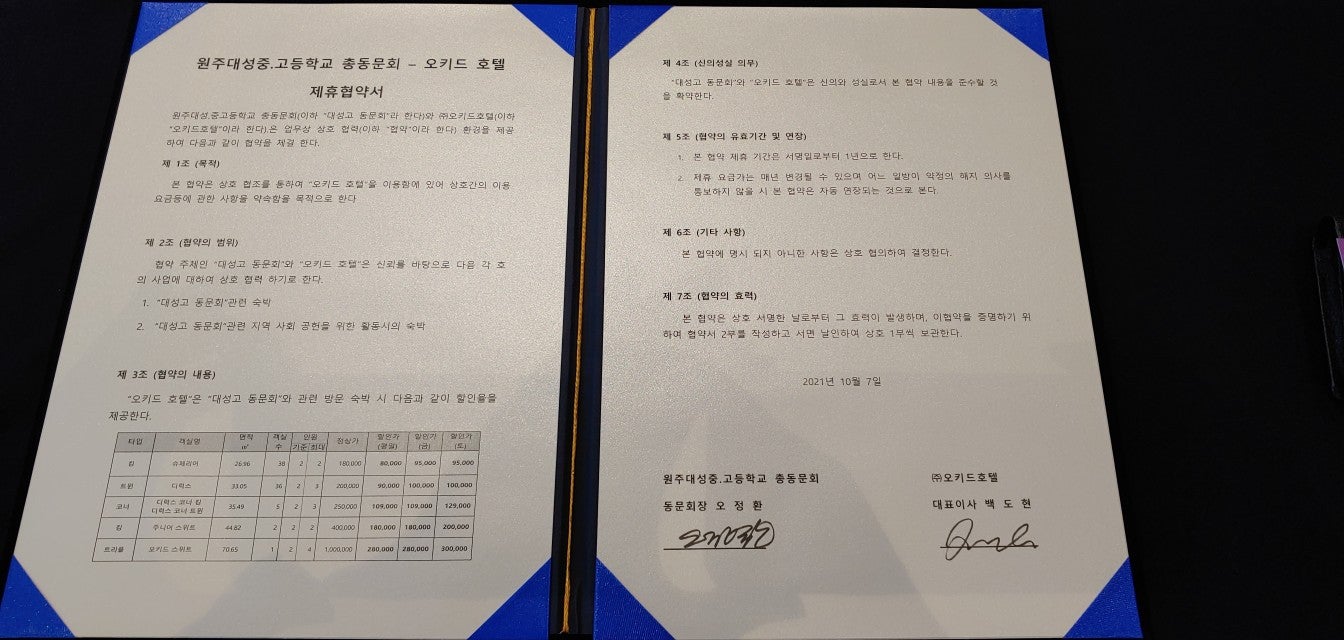 원주대성중.고등학교 총동문회 – 오키드 호텔
제휴협약서
원주대성.중고등학교 총동문회(이하 "대성고 동문회"라 한다)와 ㈜오키드호텔(이하
"오키드호텔"이라 한다)은 업무상 상호 협력(이하 "협약"이라 한다) 환경을 제공
하여 다음과 같이 협약을 체결 한다.
제 1조 (목적)
본 협약은 상호 협조를 통하여 "오키드 호텔"을 이용함에 있어 상호간의 이용
요금등에 관한 사항을 약속함을 목적으로 한다
제 2조 (협약의 범위)
협약 주체인 "대성고 동문회"와 "오키드 호텔"은 신뢰를 바탕으로 다음 각 호
의 사업에 대하여 상호 협력 하기로 한다.
1. "대성고 동문회"관련 숙박
2. "대성고 동문회"관련 지역 사회 공헌을 위한 활동시의 숙박
제 3조 (협약의 내용)
"오키드 호텔"은 "대성고 동문회"와 관련 방문 숙박 시 다음과 같이 할인율을
제공한다.
타입 객실명 면적 ㎡ 객실수 인원 기준 최대 정상가 할인가 (평일) 할인가 (금) 할인가 (토)
킹 슈페리어 26.96 38 2 2 180,000 80,000 95,000 95,000
트윈 디럭스 33.05 36 2 3 200,000 90,000 100,000 100,000
코너 디럭스 코너 킹 디럭스 코너 트윈 35.49 5 2 3 250,000 109,000 109,000 129,000
킹 주니어 스위트 44.82 2 2 2 400,000 180,000 180,000 200,000
트리플 오키드 스위트 70.65 1 2 4 1,000,000 280,000 280,000 300,000
제 4조 (신의성실 의무)
"대성고 동문회"와 "오키드 호텔"은 신의와 성실로서 본 협약 내용을 준수할 것
을 확약한다.
제 5조 (협약의 유효기간 및 연장)
1. 본 협약 제휴 기간은 서명일로부터 1년으로 한다.
2. 제휴 요금가는 매년 변경될 수 있으며 어느 일방이 약정의 해지 의사를
통보하지 않을 시 본 협약은 자동 연장되는 것으로 본다.
제 6조 (기타 사항)
본 협약에 명시 되지 아니한 사항은 상호 협의하여 결정한다.
제 7조 (협약의 효력)
본 협약은 상호 서명한 날로부터 그 효력이 발생하며, 이협약을 증명하기 위
하여 협약서 2부를 작성하고 서면 날인하여 상호 1부씩 보관한다.
2021년 10월 7일
원주대성중.고등학교 총동문회
동문회장 오 정 환
㈜오키드호텔
대표이사 백 도 현